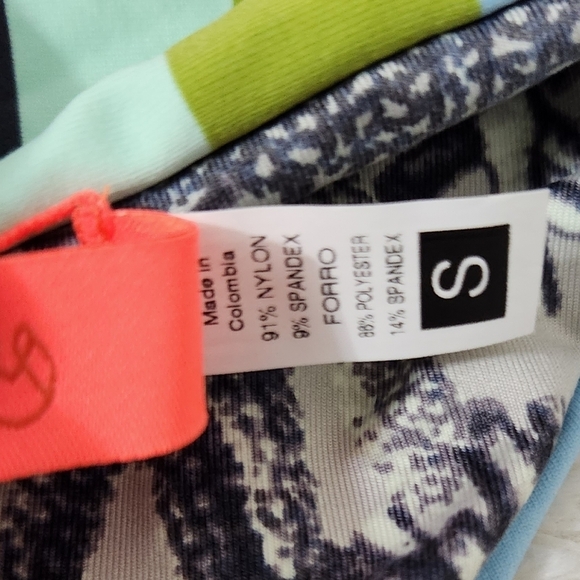 Made in
Colombia
91% NYLON
9% SPANDEX
FORRO
86% POLYESTER
14% SPANDEX
S